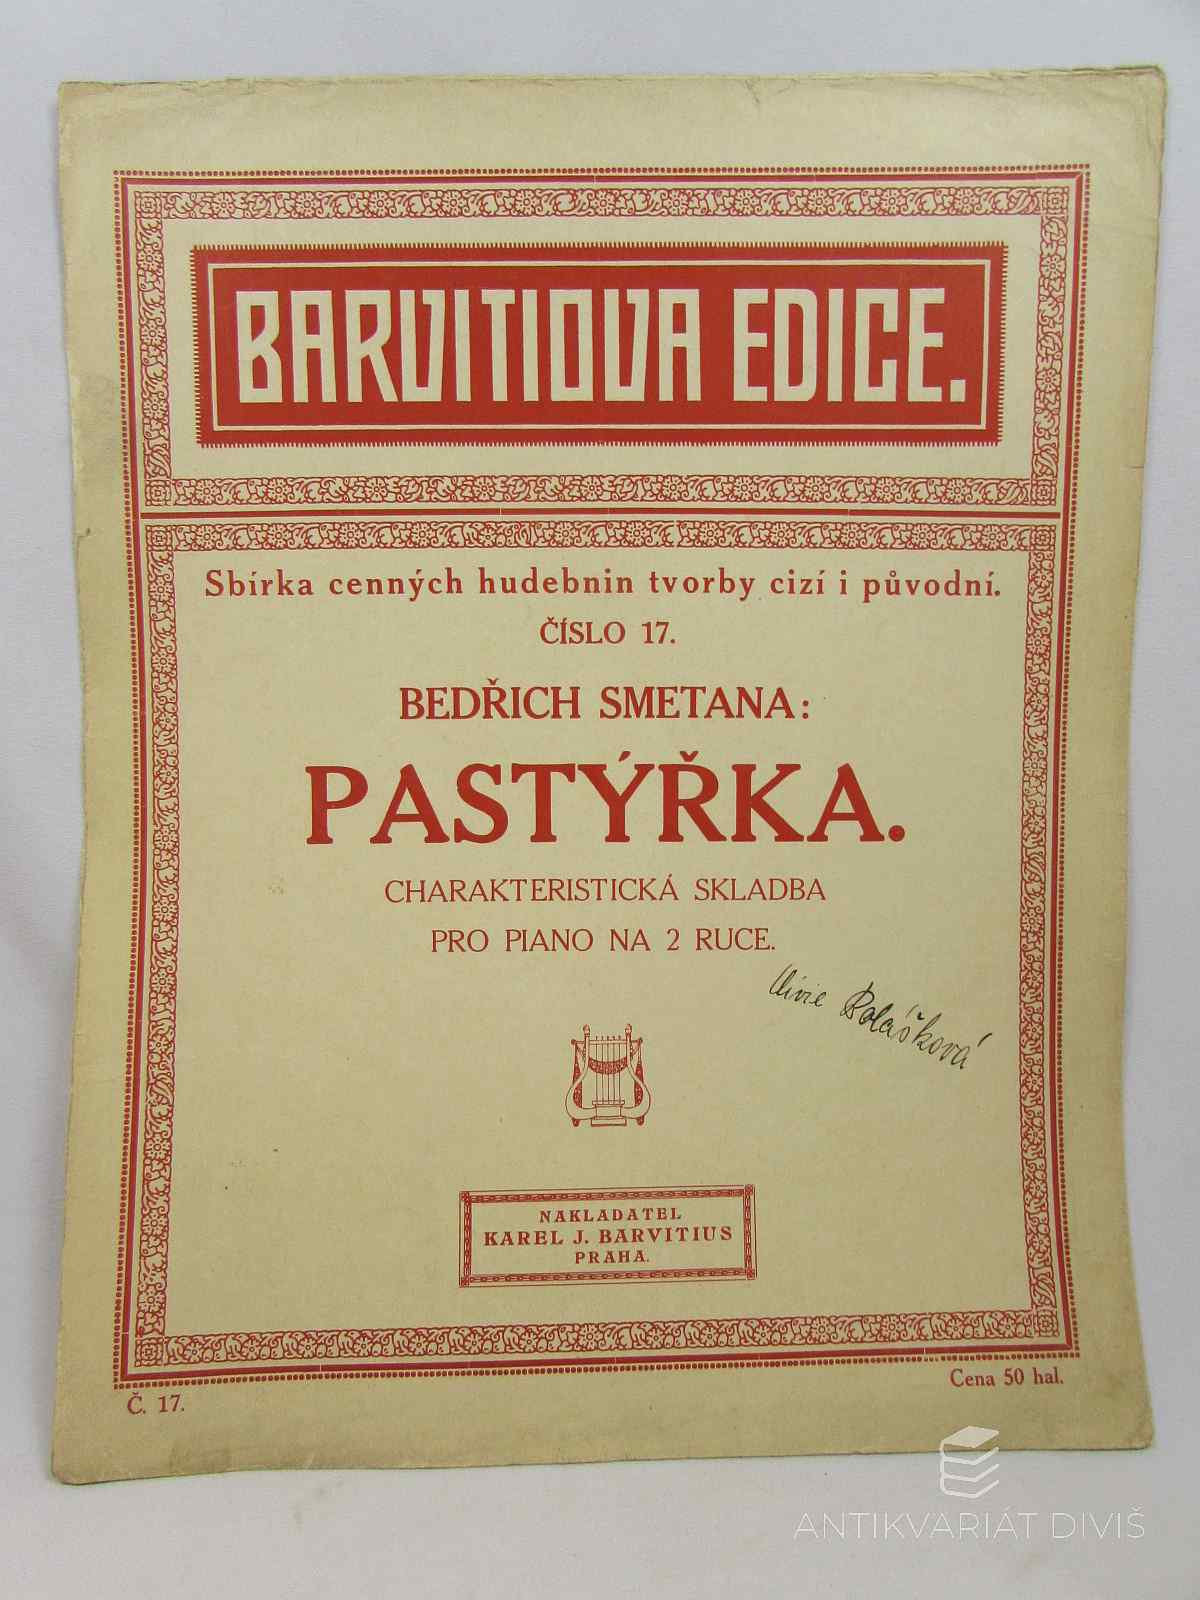 BARVITIOVA EDICE.
Sbírka cenných hudebnin tvorby cizí i původní.
ČÍSLO 17.
BEDŘICH SMETANA:
PASTÝŘKA.
CHARAKTERISTICKÁ SKLADBA
PRO PIANO NA 2 RUCE.
Polášková
NAKLADATEL
KAREL J. BARVITIUS
PRAHA.
Č. 17.
Cena 50 hal.
ANTIKVARIÁT DIVIŠ